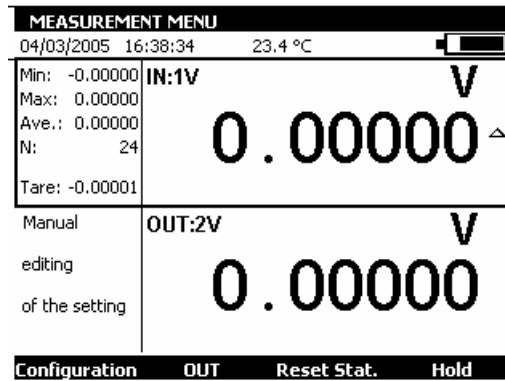 MEASUREMENT MENU
04/03/2005 16:38:34 23.4 °C
Min: -0.00000
Max: 0.00000
Ave.: 0.00000
N: 24
Tare: -0.00001
IN:1V V
0.00000
Manual
editing
of the setting
OUT:2V V
0.00000
Configuration OUT Reset Stat. Hold